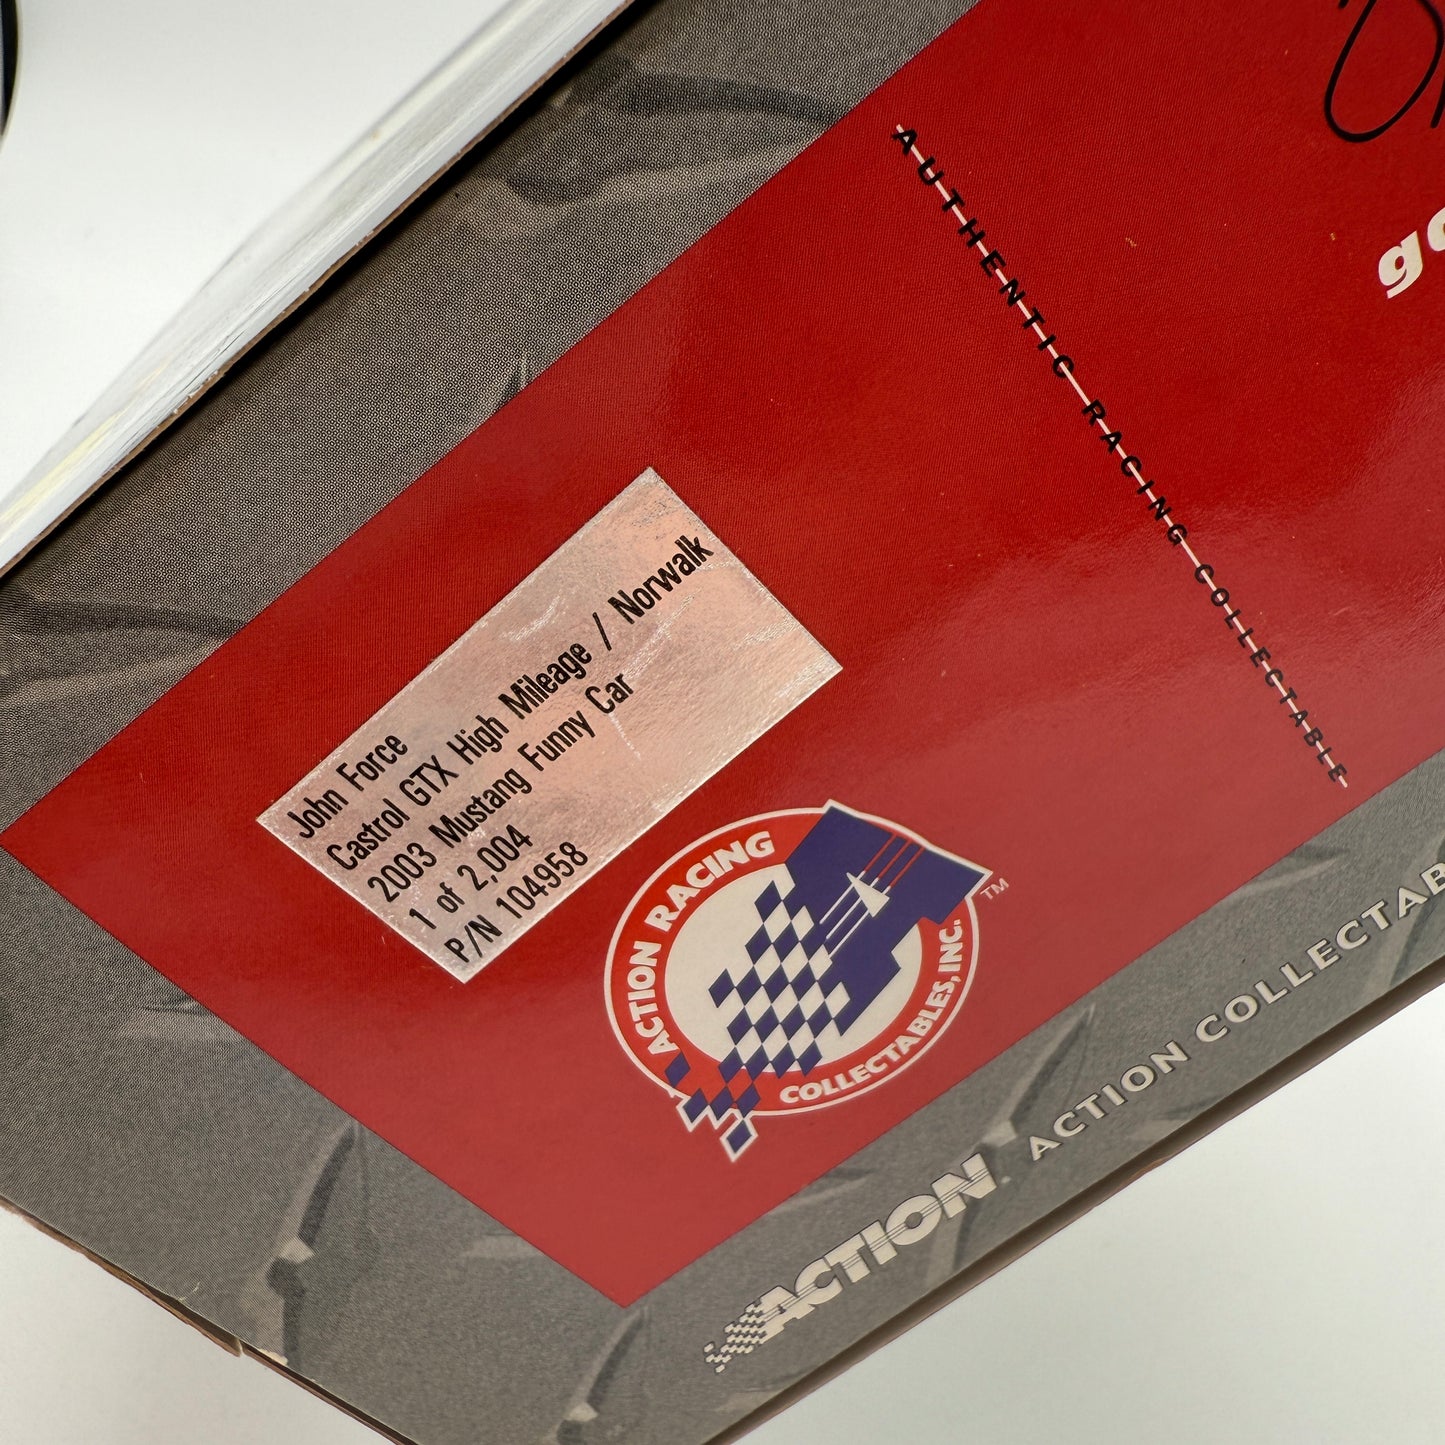 AUTHENTIC RACING COLLECTABLE
John Force
Castrol GTX High Mileage / Norwalk
2003 Mustang Funny Car
1 of 2,004
P/N 104958
ACTION RACING
COLLECTABLES, INC.
TM
ACTION
ACTION COLLECTAB